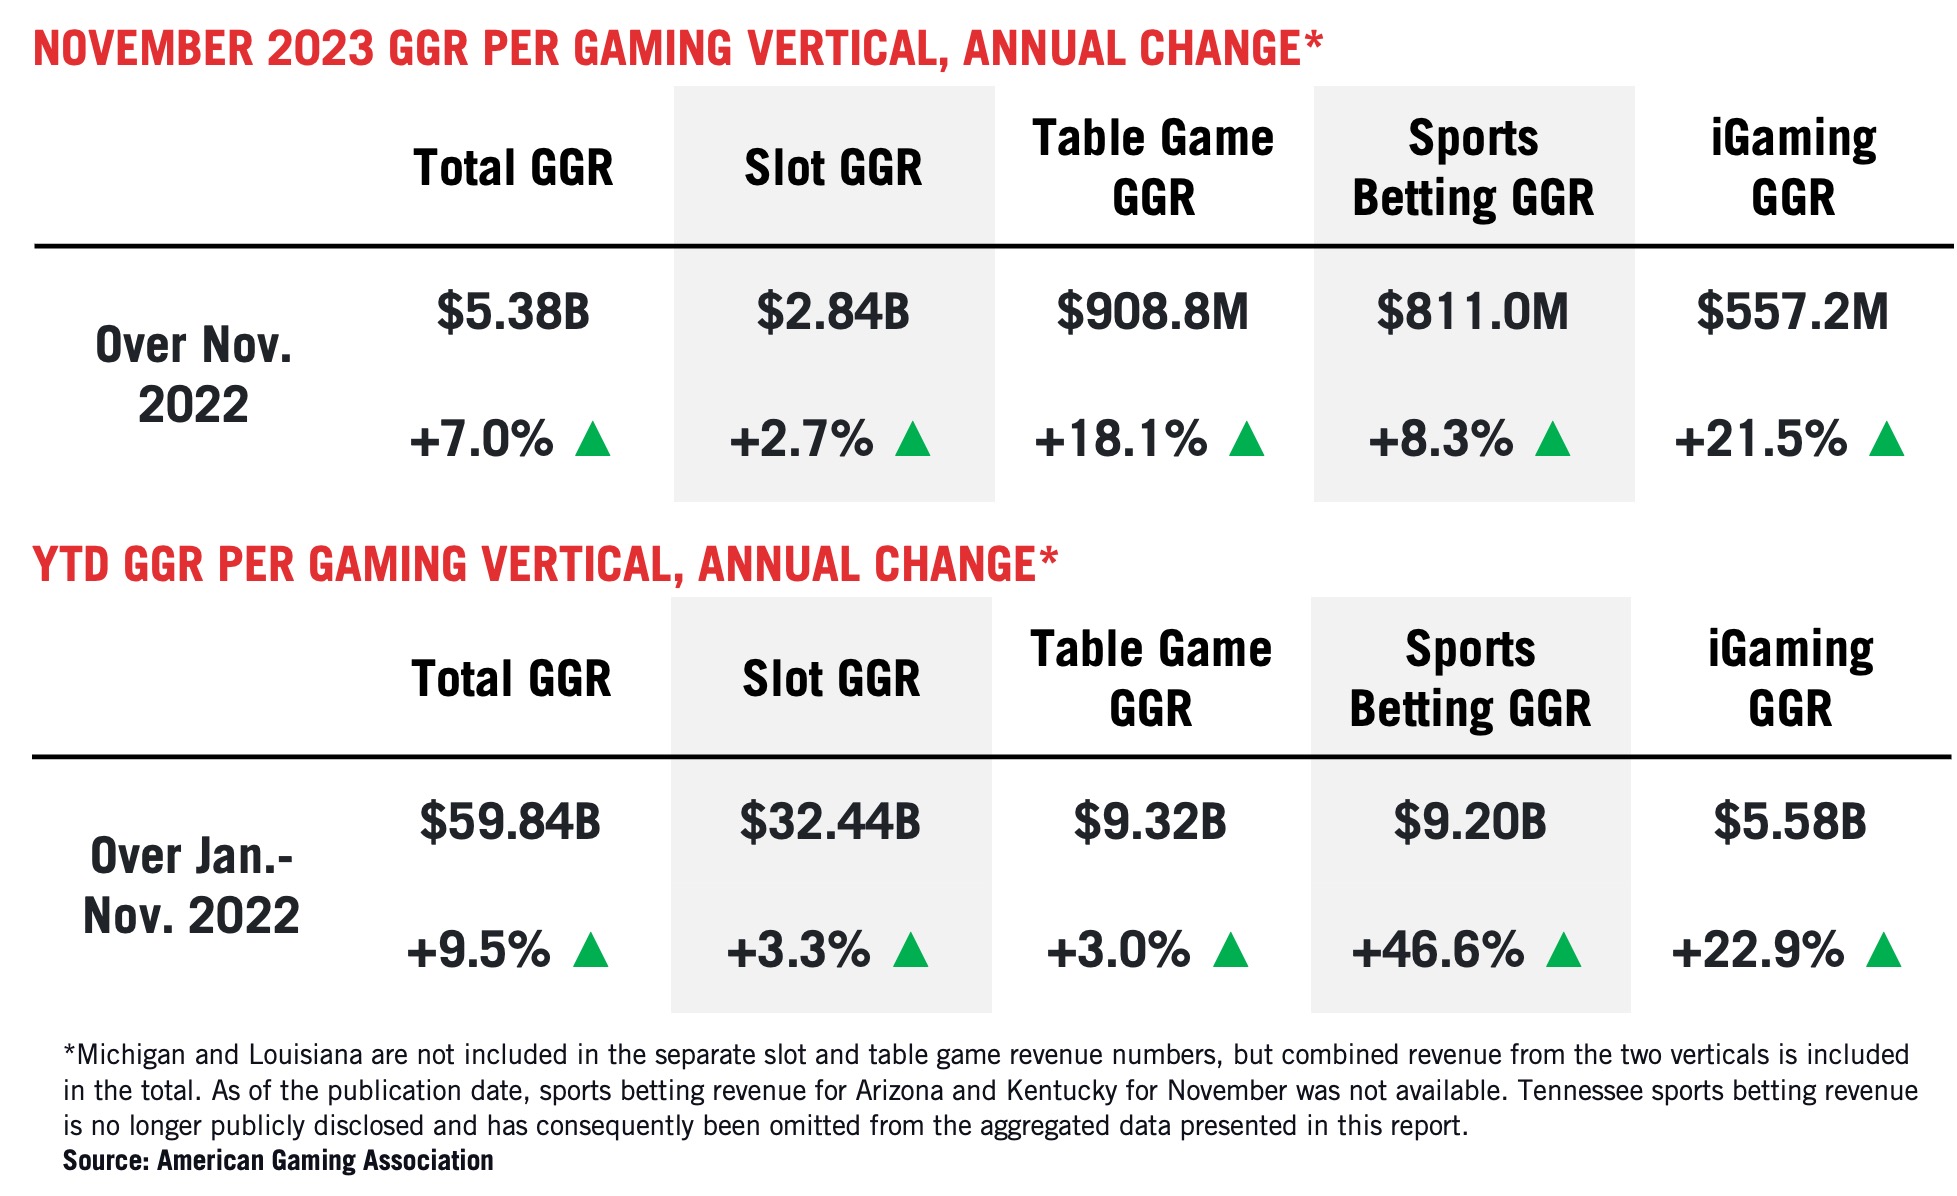 NOVEMBER 2023 GGR PER GAMING VERTICAL, ANNUAL CHANGE*
Total GGR
Slot GGR
Table Game
GGR
Sports
Betting GGR
iGaming
GGR
Over Nov.
2022
$5.38B
$2.84B
$908.8M
$811.0M
$557.2M
+7.0% ▲
+2.7% ▲
+18.1% ▲
+8.3% ▲
+21.5% ▲
YTD GGR PER GAMING VERTICAL, ANNUAL CHANGE*
Total GGR
Slot GGR
Table Game
GGR
Sports
Betting GGR
iGaming
GGR
Over Jan.-
Nov. 2022
$59.84B
$32.44B
$9.32B
$9.20B
$5.58B
+9.5% ▲
+3.3% ▲
+3.0% ▲
+46.6% ▲
+22.9% ▲
*Michigan and Louisiana are not included in the separate slot and table game revenue numbers, but combined revenue from the two verticals is included
in the total. As of the publication date, sports betting revenue for Arizona and Kentucky for November was not available. Tennessee sports betting revenue
is no longer publicly disclosed and has consequently been omitted from the aggregated data presented in this report.
Source: American Gaming Association